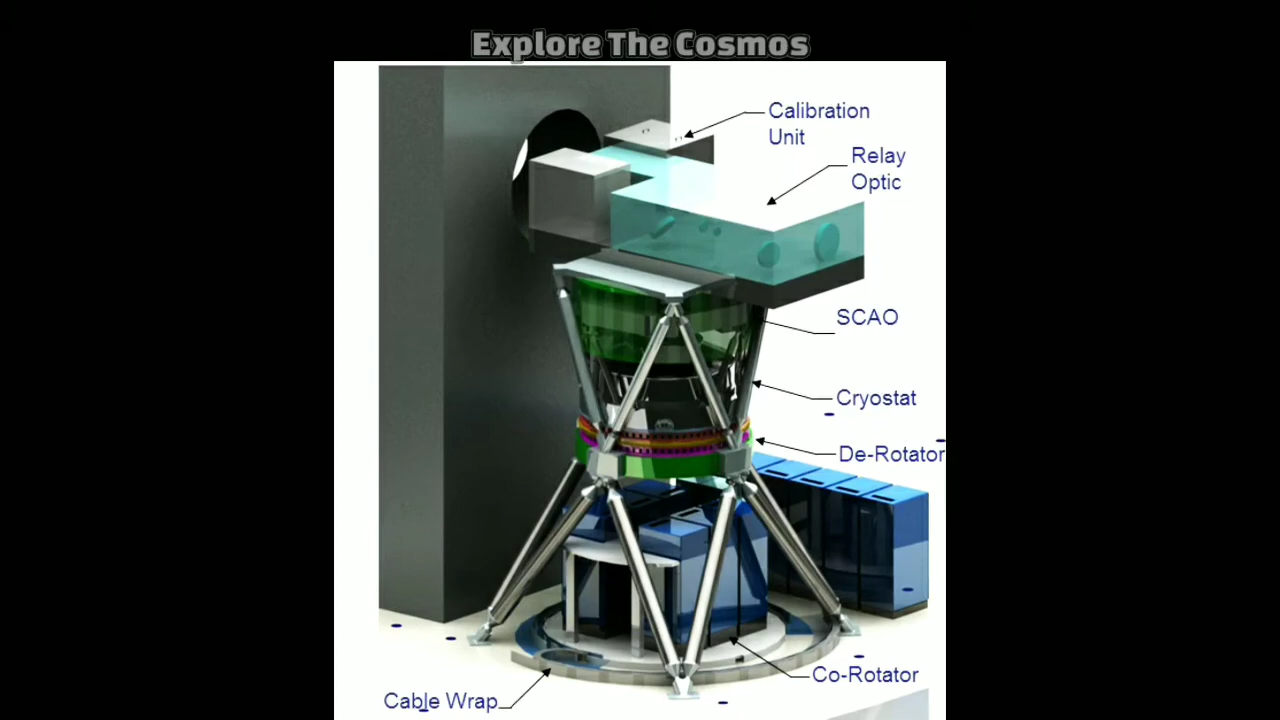 Explore The Cosmos
Calibration
Unit
Relay
Optic
SCAO
Cryostat
De-Rotator
Co-Rotator
Cable Wrap